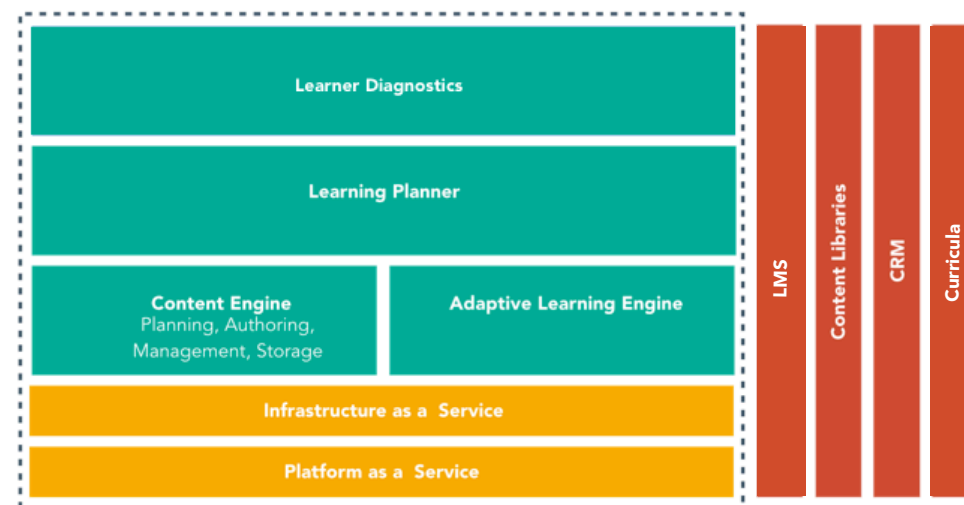 Learner Diagnostics
Learning Planner
Content Engine
Planning, Authoring,
Management, Storage
Adaptive Learning Engine
Infrastructure as a Service
Platform as a Service
LMS
Content Libraries
CRM
Curricula